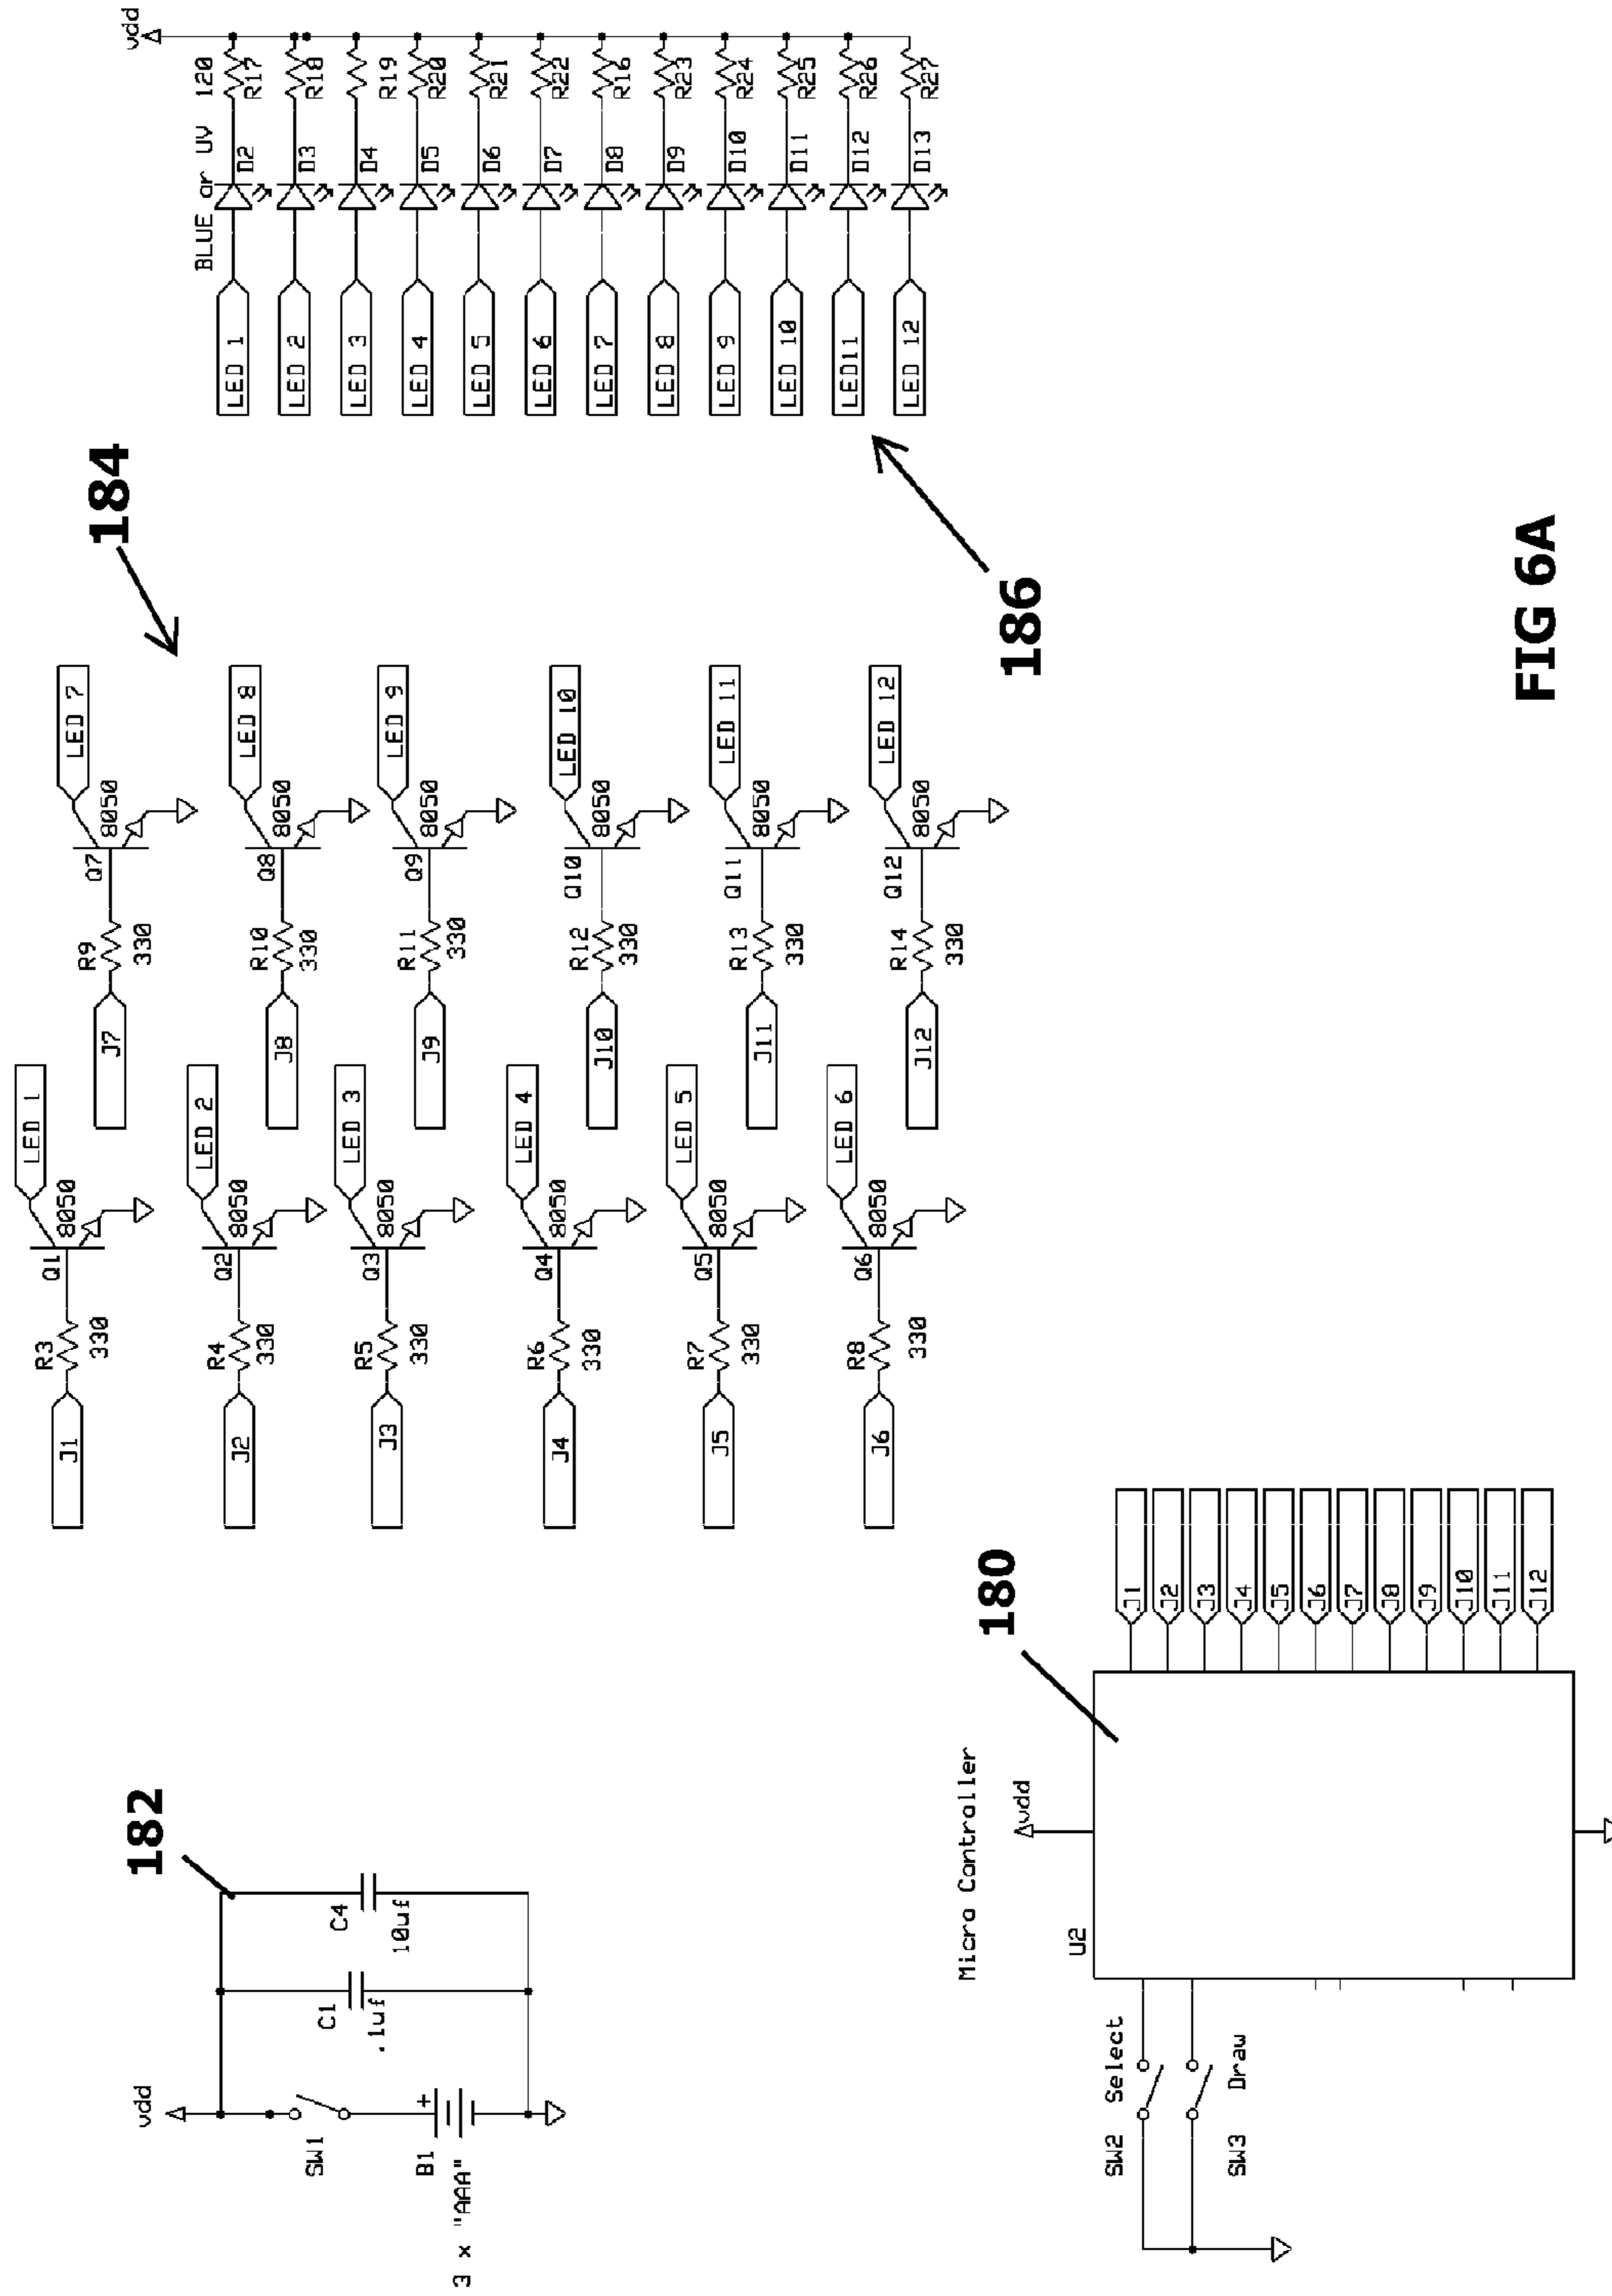 182
vdd
SW1
B1
+
3 x "AAA"
C1
.1uf
C4
10uf
Micro Controller
180
vdd
U2
SW2 Select
SW3 Draw
J1
J2
J3
J4
J5
J6
J7
J8
J9
J10
J11
J12
184
J1 R3 330 Q1 8050 LED 1
J2 R4 330 Q2 8050 LED 2
J3 R5 330 Q3 8050 LED 3
J4 R6 330 Q4 8050 LED 4
J5 R7 330 Q5 8050 LED 5
J6 R8 330 Q6 8050 LED 6
J7 R9 330 Q7 8050 LED 7
J8 R10 330 Q8 8050 LED 8
J9 R11 330 Q9 8050 LED 9
J10 R12 330 Q10 8050 LED 10
J11 R13 330 Q11 8050 LED 11
J12 R14 330 Q12 8050 LED 12
186
vdd
BLUE or UV 120
LED 1 D2 R17
LED 2 D3 R18
LED 3 D4 R19
LED 4 D5 R20
LED 5 D6 R21
LED 6 D7 R22
LED 7 D8 R16
LED 8 D9 R23
LED 9 D10 R24
LED 10 D11 R25
LED11 D12 R26
LED 12 D13 R27
FIG 6A